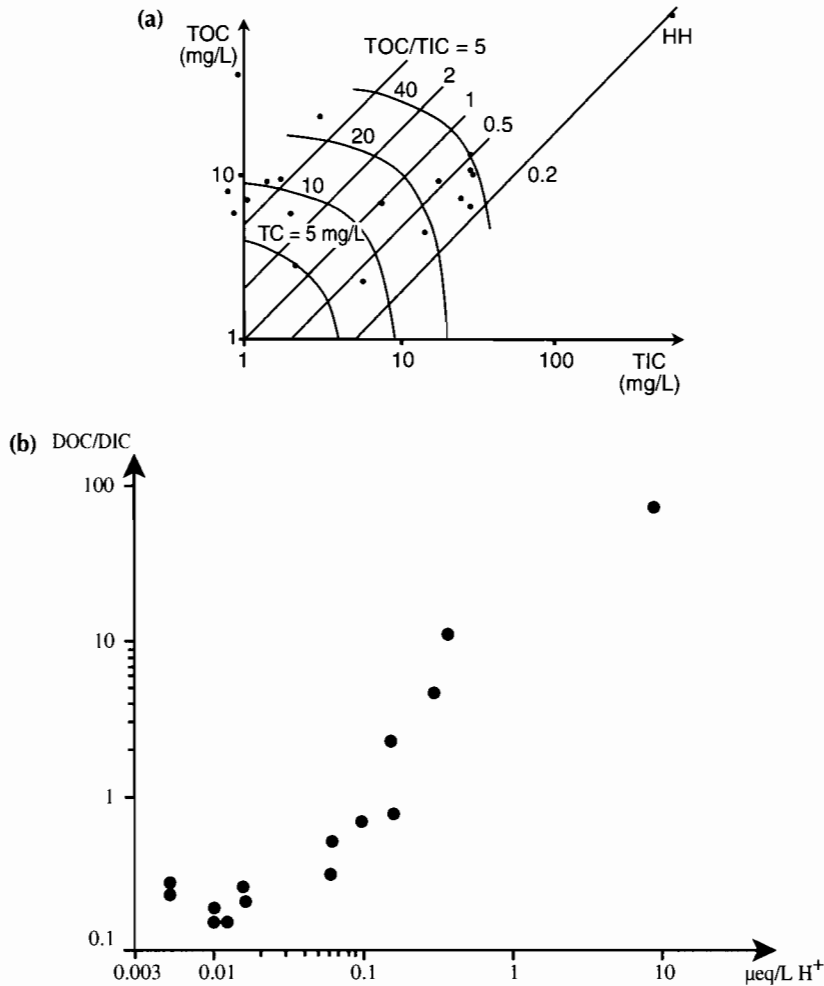 (a)
TOC
(mg/L)
TOC/TIC = 5
2
1
0.5
0.2
HH
40
20
10
TC = 5 mg/L
10
1
1
10
100
TIC
(mg/L)
(b)
DOC/DIC
100
10
1
0.1
0.003
0.01
0.1
1
10
µeq/L H⁺